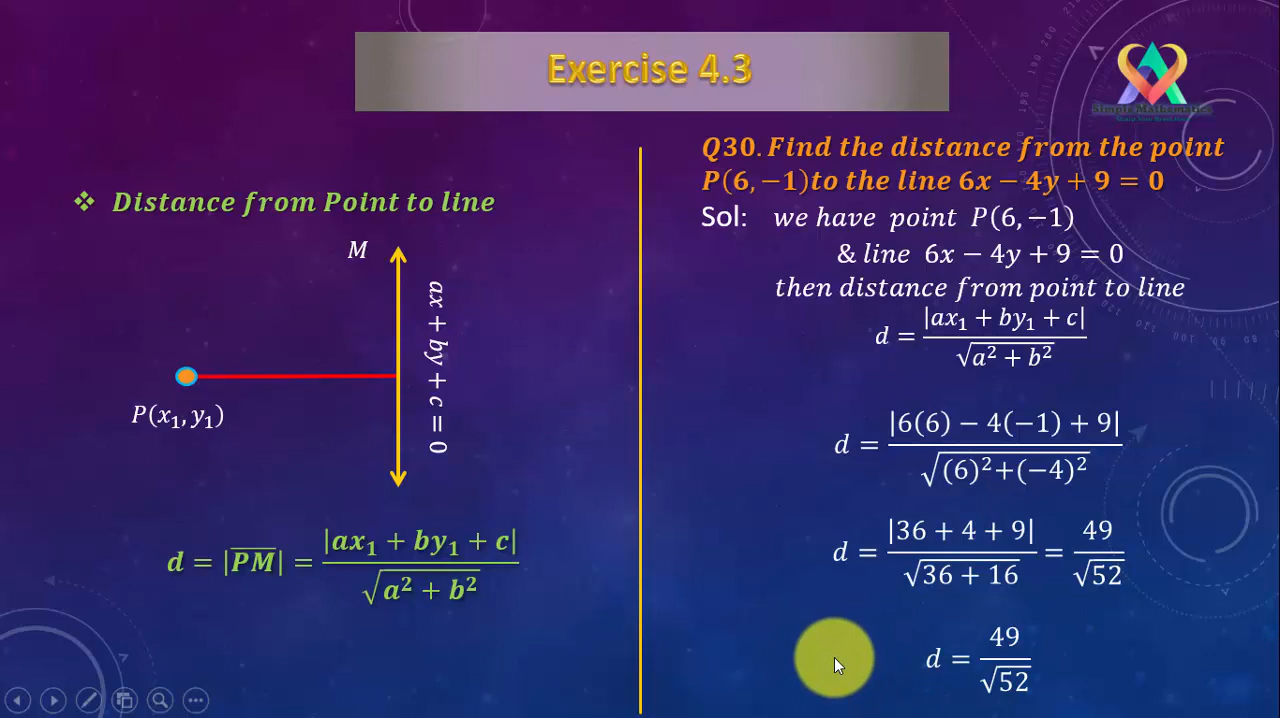 Exercise 4.3
Simple Mathematics
❖ Distance from Point to line
M
ax + by + c = 0
P(x₁, y₁)
d = |P̅M̅| = |ax₁ + by₁ + c| / √(a² + b²)
Q30. Find the distance from the point
P(6, −1)to the line 6x − 4y + 9 = 0
Sol: we have point P(6, −1)
& line 6x − 4y + 9 = 0
then distance from point to line
d = |ax₁ + by₁ + c| / √(a² + b²)
d = |6(6) − 4(−1) + 9| / √((6)²+(−4)²)
d = |36 + 4 + 9| / √(36 + 16) = 49 / √52
d = 49 / √52